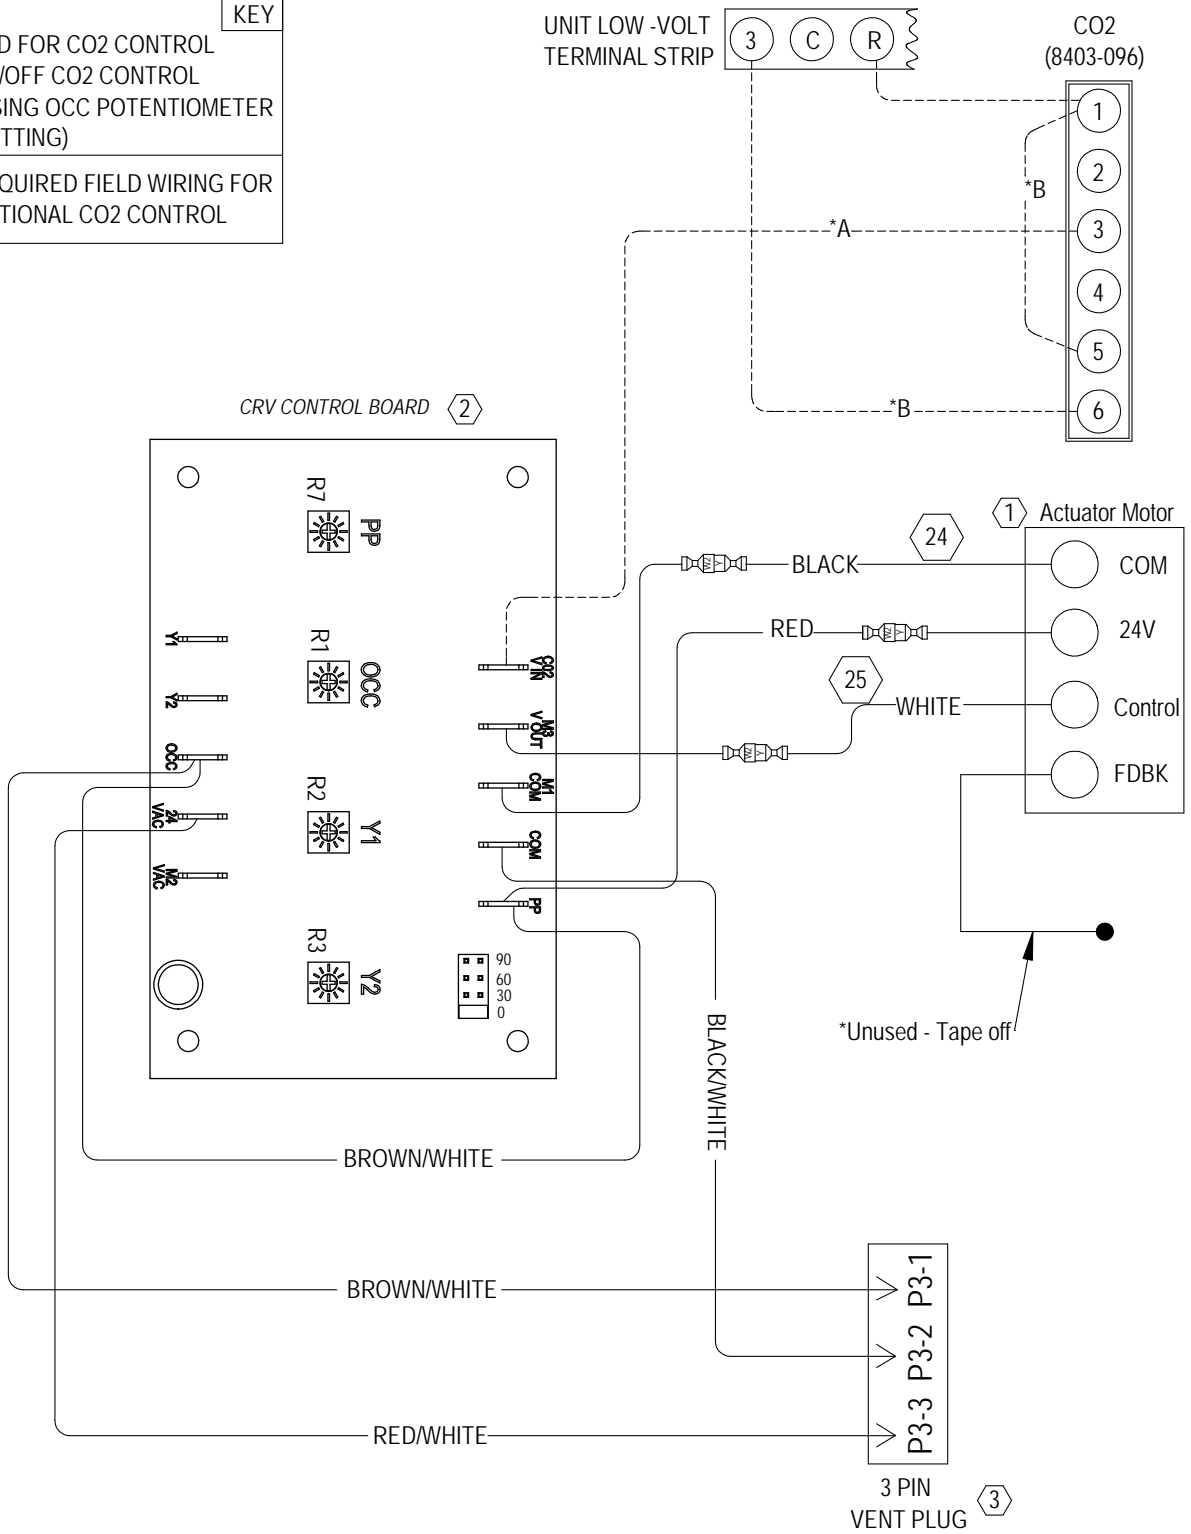 KEY
D FOR CO2 CONTROL
/OFF CO2 CONTROL
SING OCC POTENTIOMETER
TTING)
QUIRED FIELD WIRING FOR
TIONAL CO2 CONTROL
UNIT LOW -VOLT
TERMINAL STRIP
3
C
R
CO2
(8403-096)
1
2
3
4
5
6
*B
*A
*B
CRV CONTROL BOARD
2
R7
PP
R1
OCC
R2
Y1
R3
Y2
Y1
Y2
OCC
24
VAC
M2
VAC
CO2
V IN
M3
V OUT
M1
COM
COM
PP
90
60
30
0
1
Actuator Motor
COM
24V
Control
FDBK
24
BLACK
W2
Y
RED
W2
Y
25
WHITE
W2
Y
*Unused - Tape off
BLACK/WHITE
BROWN/WHITE
BROWN/WHITE
RED/WHITE
P3-1
P3-2
P3-3
3 PIN
VENT PLUG
3